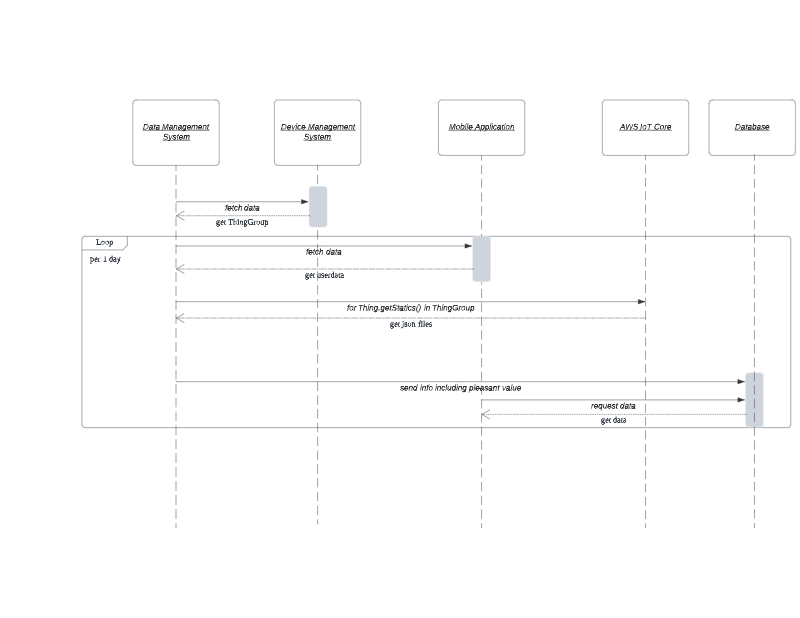 Data Management
System
Device Management
System
Mobile Application
AWS IoT Core
Database
fetch data
get ThingGroup
Loop
per 1 day
fetch data
get userdata
for Thing.getStatics() in ThingGroup
get json files
send info including pleasant value
request data
get data